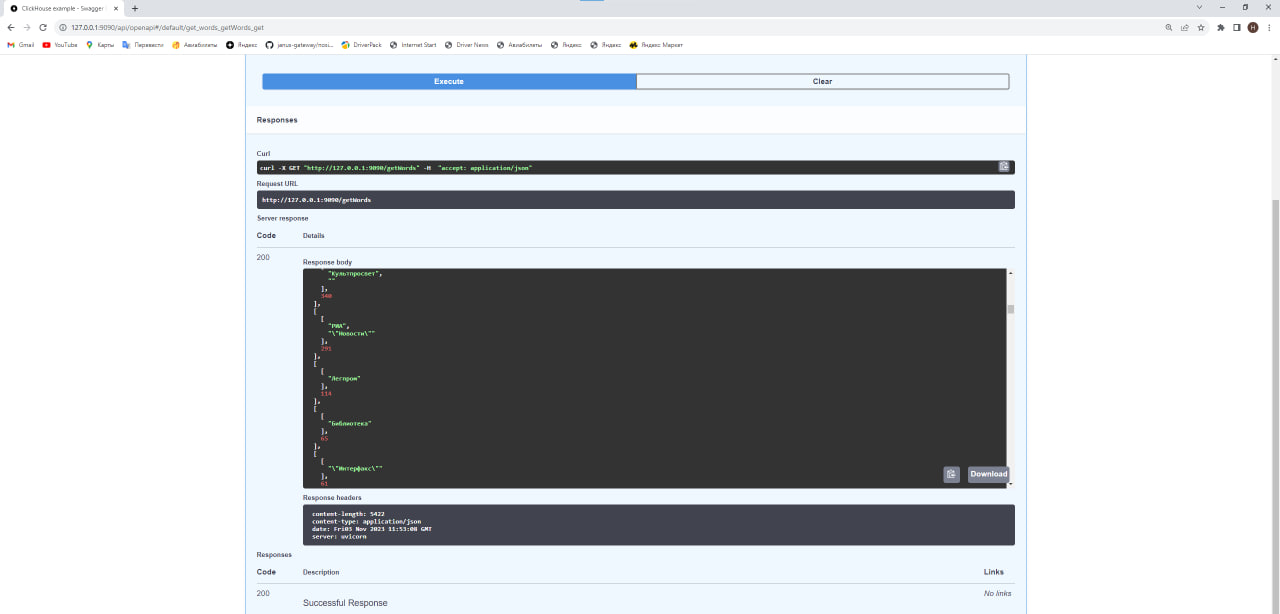 ClickHouse example - Swagger
127.0.0.1:9090/api/openapi#/default/get_words_getWords_get
H
Gmail YouTube Карты Перевести Авиабилеты Яндекс janus-gateway/nosi... DriverPack Internet Start Driver News Авиабилеты Яндекс Яндекс Яндекс Маркет
Execute Clear
Responses
Curl
curl -X GET "http://127.0.0.1:9090/getWords" -H "accept: application/json"
Request URL
http://127.0.0.1:9090/getWords
Server response
Code Details
200
Response body
"Культпросвет",
""
],
340
],
[
[
"РИА",
"\"Новости\""
],
291
],
[
[
"Легпром"
],
114
],
[
[
"Библиотека"
],
65
],
[
[
"\"Интерфакс\""
],
61
Download
Response headers
content-length: 5422
content-type: application/json
date: Fri03 Nov 2023 11:53:08 GMT
server: uvicorn
Responses
Code Description Links
200
Successful Response
No links